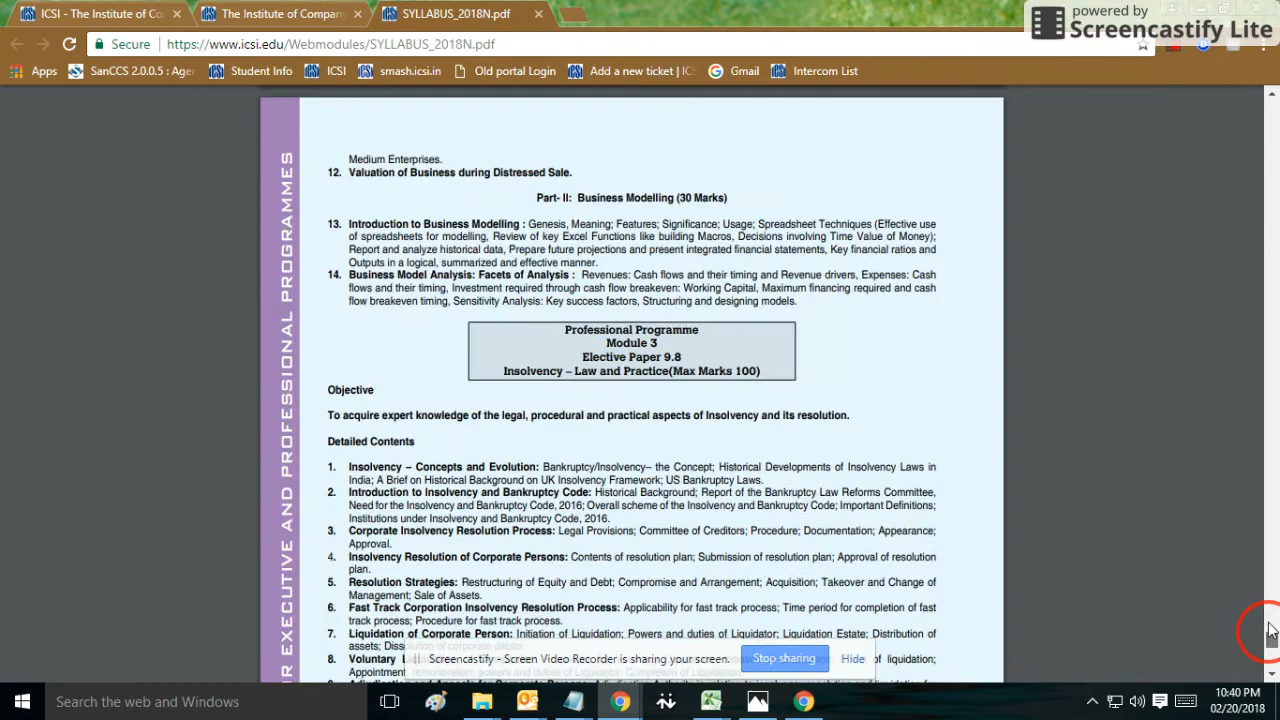 ICSI - The Institute of Co
The Institute of Company
SYLLABUS_2018N.pdf
powered by
Screencastify Lite
Secure
https://www.icsi.edu/Webmodules/SYLLABUS_2018N.pdf
Apps
SanCCS 2.0.0.5 : Ager
Student Info
ICSI
smash.icsi.in
Old portal Login
Add a new ticket | IC
Gmail
Intercom List
R EXECUTIVE AND PROFESSIONAL PROGRAMMES
Medium Enterprises.
12. Valuation of Business during Distressed Sale.
Part- II: Business Modelling (30 Marks)
13. Introduction to Business Modelling : Genesis, Meaning; Features; Significance; Usage; Spreadsheet Techniques (Effective use
of spreadsheets for modelling, Review of key Excel Functions like building Macros, Decisions involving Time Value of Money);
Report and analyze historical data, Prepare future projections and present integrated financial statements, Key financial ratios and
Outputs in a logical, summarized and effective manner.
14. Business Model Analysis: Facets of Analysis : Revenues: Cash flows and their timing and Revenue drivers, Expenses: Cash
flows and their timing, Investment required through cash flow breakeven: Working Capital, Maximum financing required and cash
flow breakeven timing, Sensitivity Analysis: Key success factors, Structuring and designing models.
Professional Programme
Module 3
Elective Paper 9.8
Insolvency – Law and Practice(Max Marks 100)
Objective
To acquire expert knowledge of the legal, procedural and practical aspects of Insolvency and its resolution.
Detailed Contents
1. Insolvency – Concepts and Evolution: Bankruptcy/Insolvency– the Concept; Historical Developments of Insolvency Laws in
India; A Brief on Historical Background on UK Insolvency Framework; US Bankruptcy Laws.
2. Introduction to Insolvency and Bankruptcy Code: Historical Background; Report of the Bankruptcy Law Reforms Committee,
Need for the Insolvency and Bankruptcy Code, 2016; Overall scheme of the Insolvency and Bankruptcy Code; Important Definitions;
Institutions under Insolvency and Bankruptcy Code, 2016.
3. Corporate Insolvency Resolution Process: Legal Provisions; Committee of Creditors; Procedure; Documentation; Appearance;
Approval.
4. Insolvency Resolution of Corporate Persons: Contents of resolution plan; Submission of resolution plan; Approval of resolution
plan.
5. Resolution Strategies: Restructuring of Equity and Debt; Compromise and Arrangement; Acquisition; Takeover and Change of
Management; Sale of Assets.
6. Fast Track Corporation Insolvency Resolution Process: Applicability for fast track process; Time period for completion of fast
track process; Procedure for fast track process.
7. Liquidation of Corporate Person: Initiation of Liquidation; Powers and duties of Liquidator; Liquidation Estate; Distribution of
assets; Diss
8. Voluntary L of liquidation;
Appointment
Screencastify - Screen Video Recorder is sharing your screen.
Stop sharing
Hide
Search the web and Windows
10:40 PM
02/20/2018